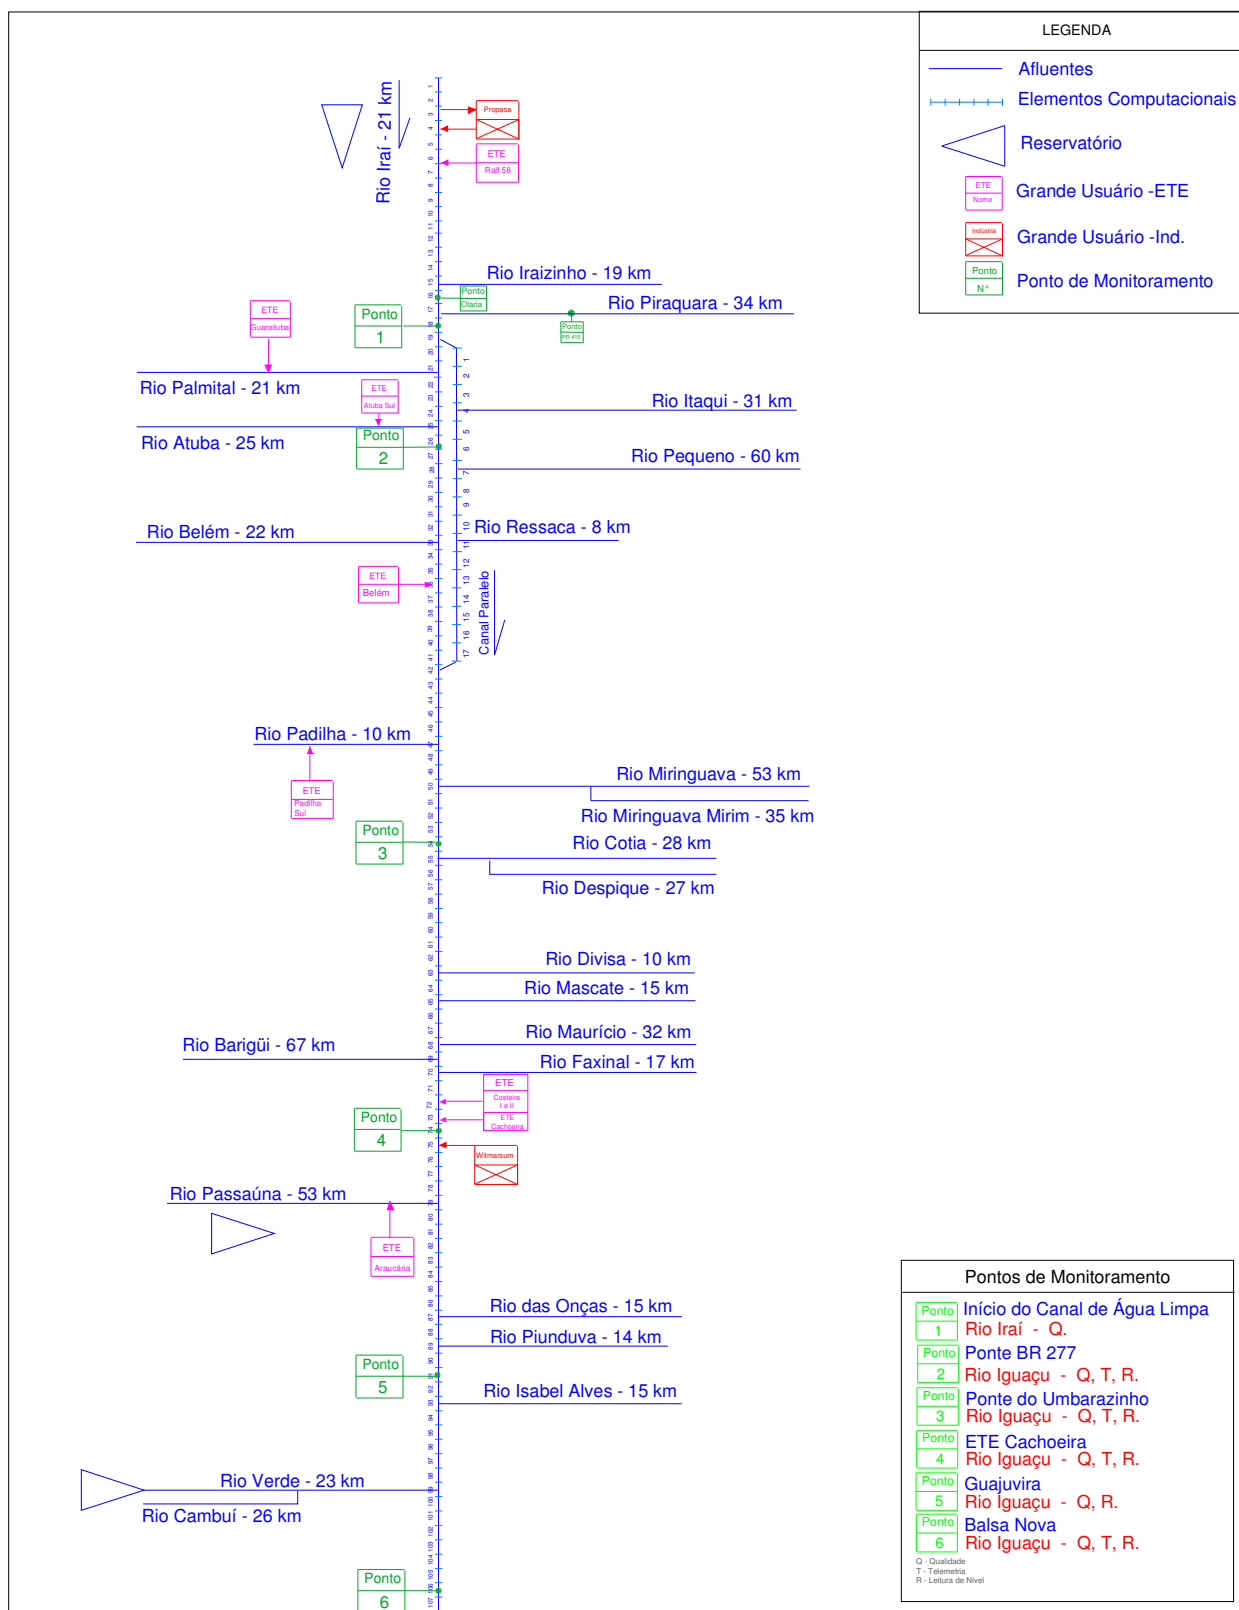 LEGENDA
Afluentes
Elementos Computacionais
Reservatório
ETE
Nome
Grande Usuário -ETE
Indústria
Grande Usuário -Ind.
Ponto
N°
Ponto de Monitoramento
Rio Iraí - 21 km
Propasa
ETE
Ralf 58
Rio Iraizinho - 19 km
Ponto
Olaria
Rio Piraquara - 34 km
Ponto
PR 415
Ponto
1
ETE
Guaraituba
Rio Palmital - 21 km
ETE
Atuba Sul
Rio Itaqui - 31 km
Rio Atuba - 25 km
Ponto
2
Rio Pequeno - 60 km
Rio Belém - 22 km
Rio Ressaca - 8 km
ETE
Belém
Canal Paralelo
Rio Padilha - 10 km
ETE
Padilha
Sul
Rio Miringuava - 53 km
Rio Miringuava Mirim - 35 km
Ponto
3
Rio Cotia - 28 km
Rio Despique - 27 km
Rio Divisa - 10 km
Rio Mascate - 15 km
Rio Maurício - 32 km
Rio Barigüi - 67 km
Rio Faxinal - 17 km
ETE
Costeira
I e II
ETE
Cachoeira
Ponto
4
Witmarsum
Rio Passaúna - 53 km
ETE
Araucária
Rio das Onças - 15 km
Rio Piunduva - 14 km
Ponto
5
Rio Isabel Alves - 15 km
Rio Verde - 23 km
Rio Cambuí - 26 km
Ponto
6
Pontos de Monitoramento
Ponto
1
Início do Canal de Água Limpa
Rio Iraí - Q.
Ponto
2
Ponte BR 277
Rio Iguaçu - Q, T, R.
Ponto
3
Ponte do Umbarazinho
Rio Iguaçu - Q, T, R.
Ponto
4
ETE Cachoeira
Rio Iguaçu - Q, T, R.
Ponto
5
Guajuvira
Rio Iguaçu - Q, R.
Ponto
6
Balsa Nova
Rio Iguaçu - Q, T, R.
Q - Qualidade
T - Telemetria
R - Leitura de Nível